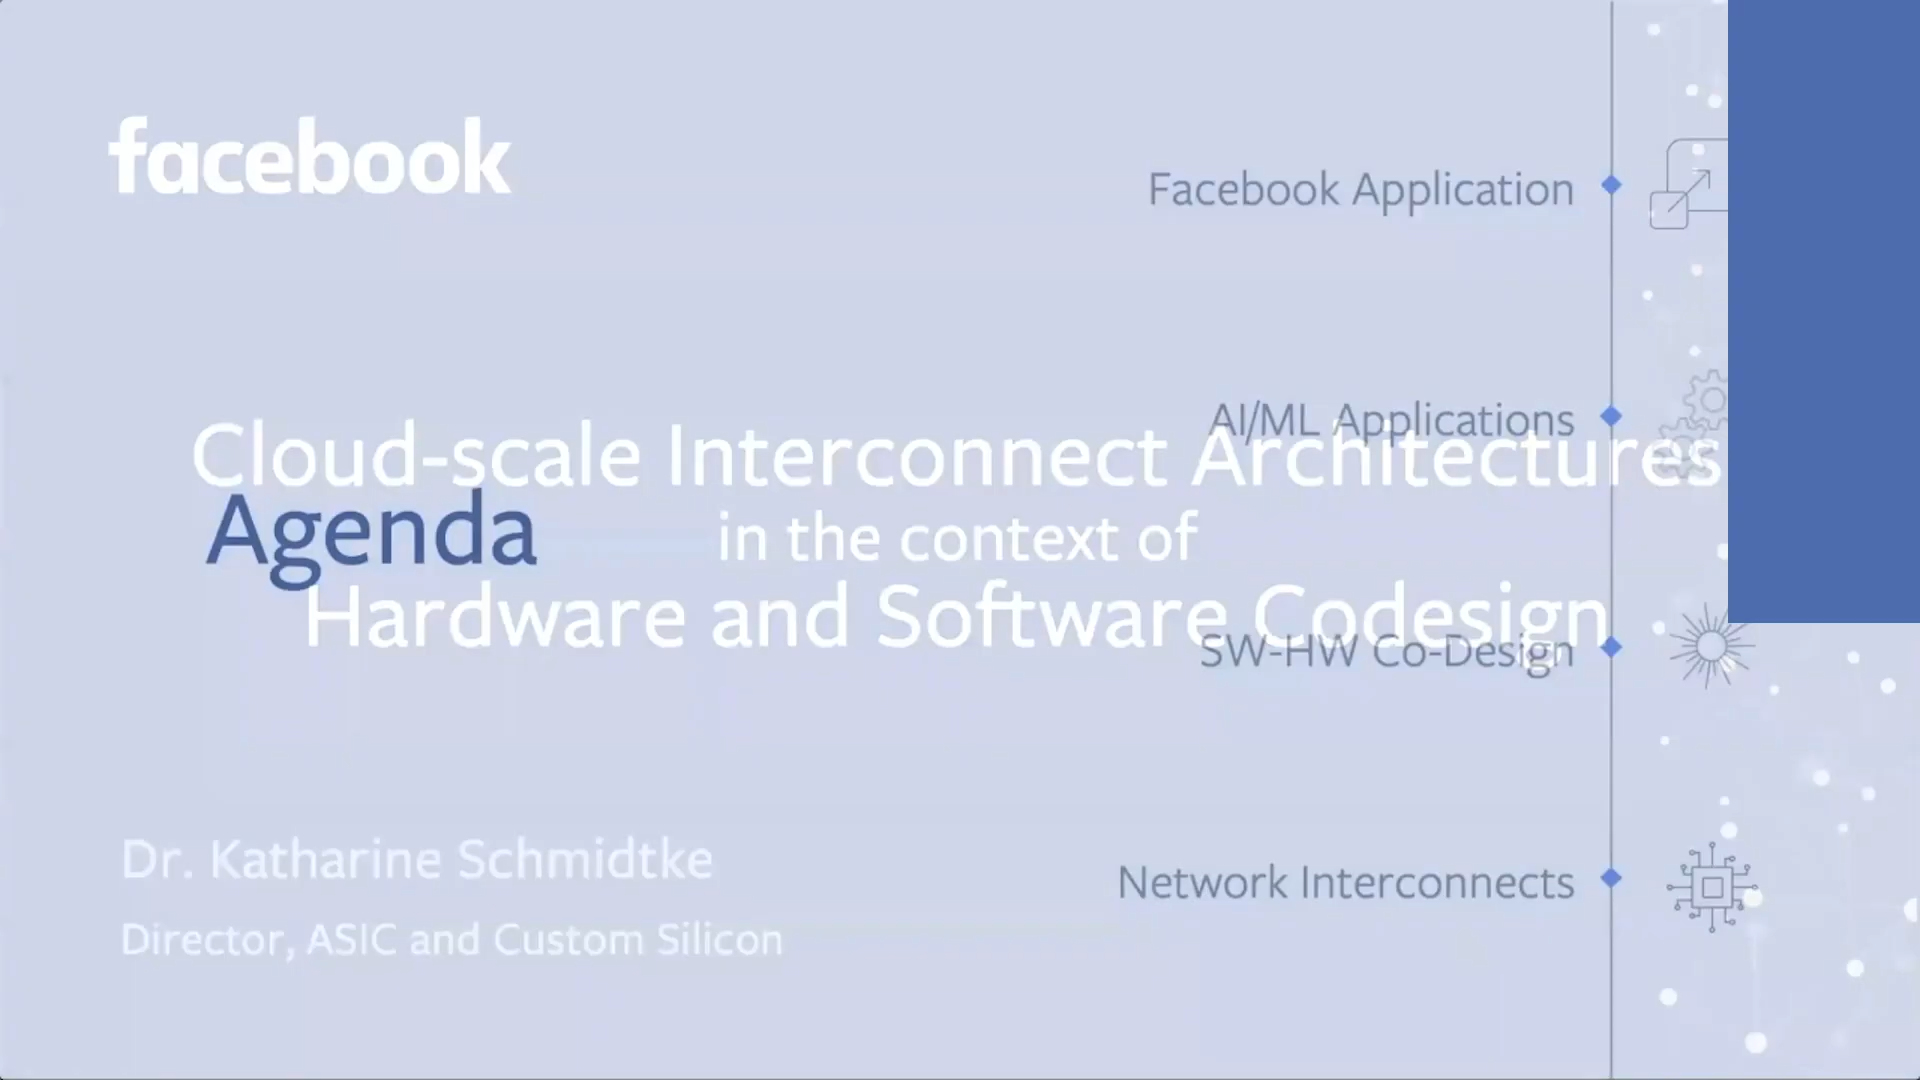 facebook
Cloud-scale Interconnect Architectures
in the context of
Hardware and Software Codesign
Dr. Katharine Schmidtke
Director, ASIC and Custom Silicon
Agenda
Facebook Application
AI/ML Applications
SW-HW Co-Design
Network Interconnects